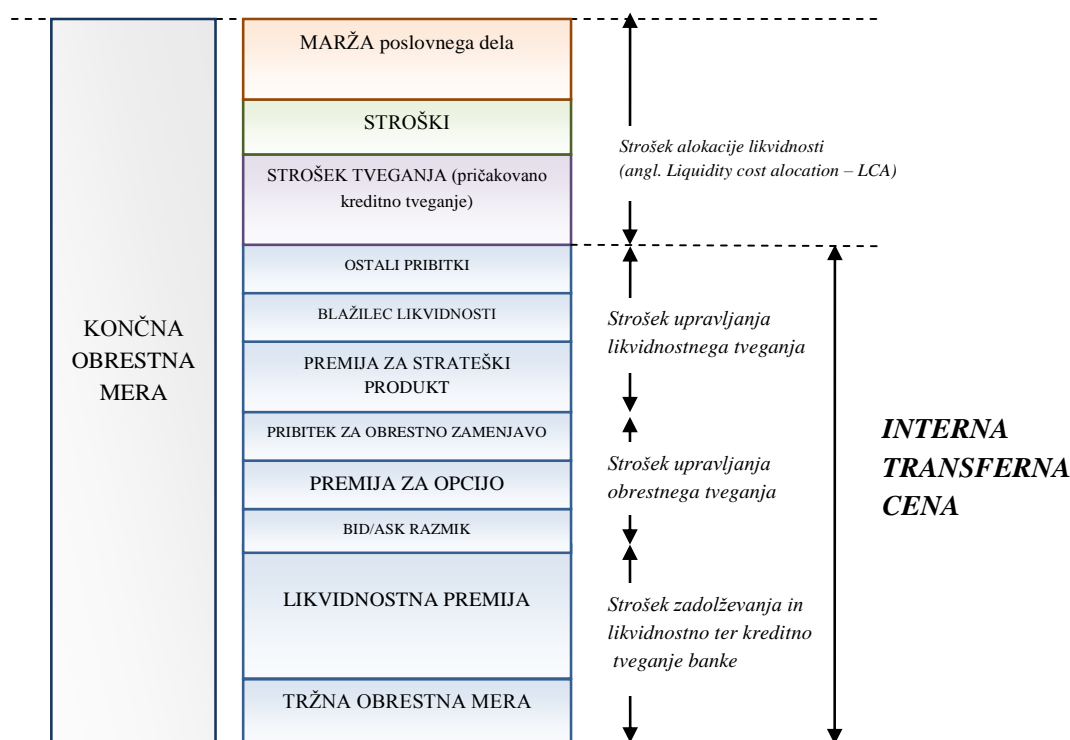 KONČNA
OBRESTNA
MERA
MARŽA poslovnega dela
STROŠKI
STROŠEK TVEGANJA (pričakovano
kreditno tveganje)
OSTALI PRIBITKI
BLAŽILEC LIKVIDNOSTI
PREMIJA ZA STRATEŠKI
PRODUKT
PRIBITEK ZA OBRESTNO ZAMENJAVO
PREMIJA ZA OPCIJO
BID/ASK RAZMIK
LIKVIDNOSTNA PREMIJA
TRŽNA OBRESTNA MERA
Strošek alokacije likvidnosti
(angl. Liquidity cost alocation – LCA)
Strošek upravljanja
likvidnostnega tveganja
Strošek upravljanja
obrestnega tveganja
Strošek zadolževanja in
likvidnostno ter kreditno
tveganje banke
INTERNA
TRANSFERNA
CENA